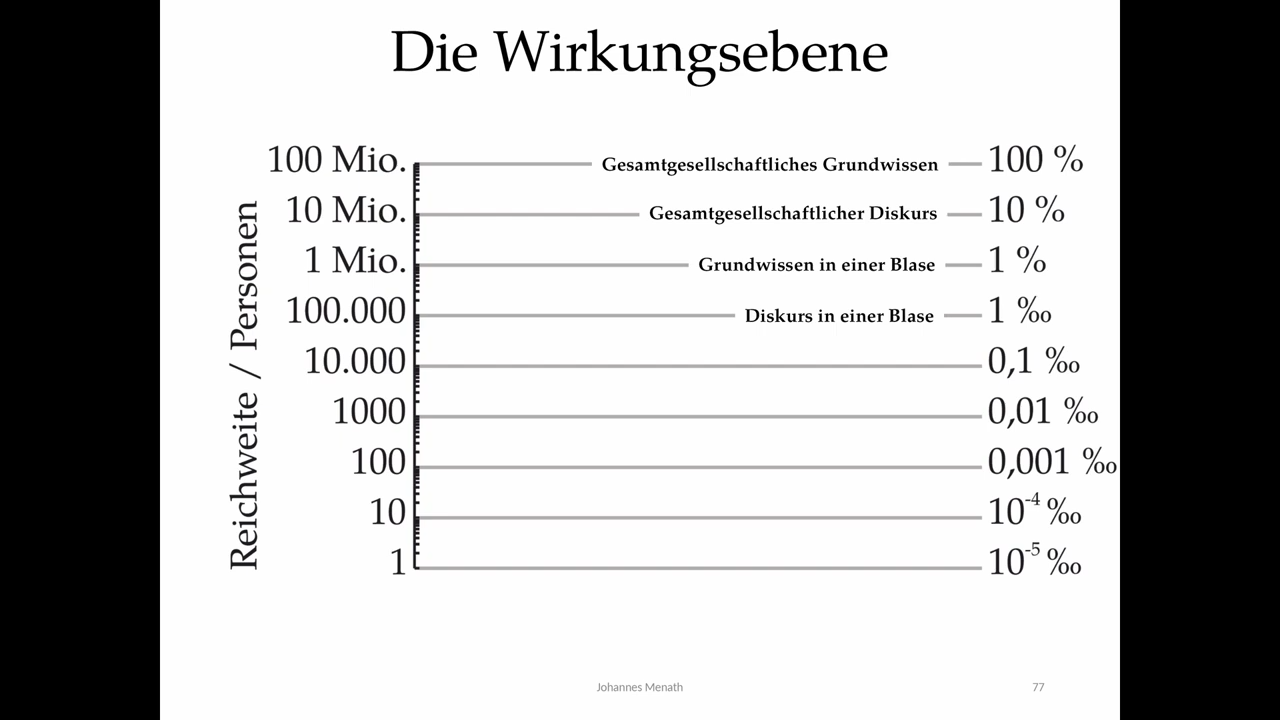 Die Wirkungsebene
Reichweite / Personen
100 Mio. Gesamtgesellschaftliches Grundwissen 100 %
10 Mio. Gesamtgesellschaftlicher Diskurs 10 %
1 Mio. Grundwissen in einer Blase 1 %
100.000 Diskurs in einer Blase 1 ‰
10.000 0,1 ‰
1000 0,01 ‰
100 0,001 ‰
10 10⁻⁴ ‰
1 10⁻⁵ ‰
Johannes Menath 77